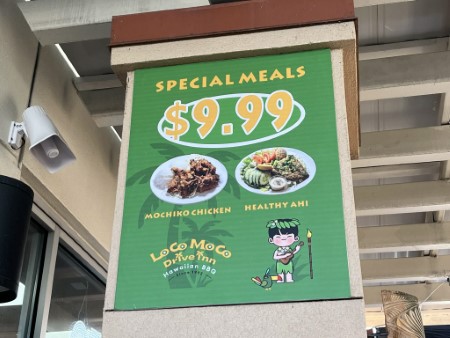 SPECIAL MEALS
$9.99
MOCHIKO CHICKEN
HEALTHY AHI
LoCo MoCo
Drive Inn
Hawaiian BBQ